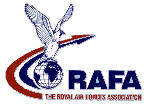 RAFA
THE ROYAL AIR FORCES ASSOCIATION